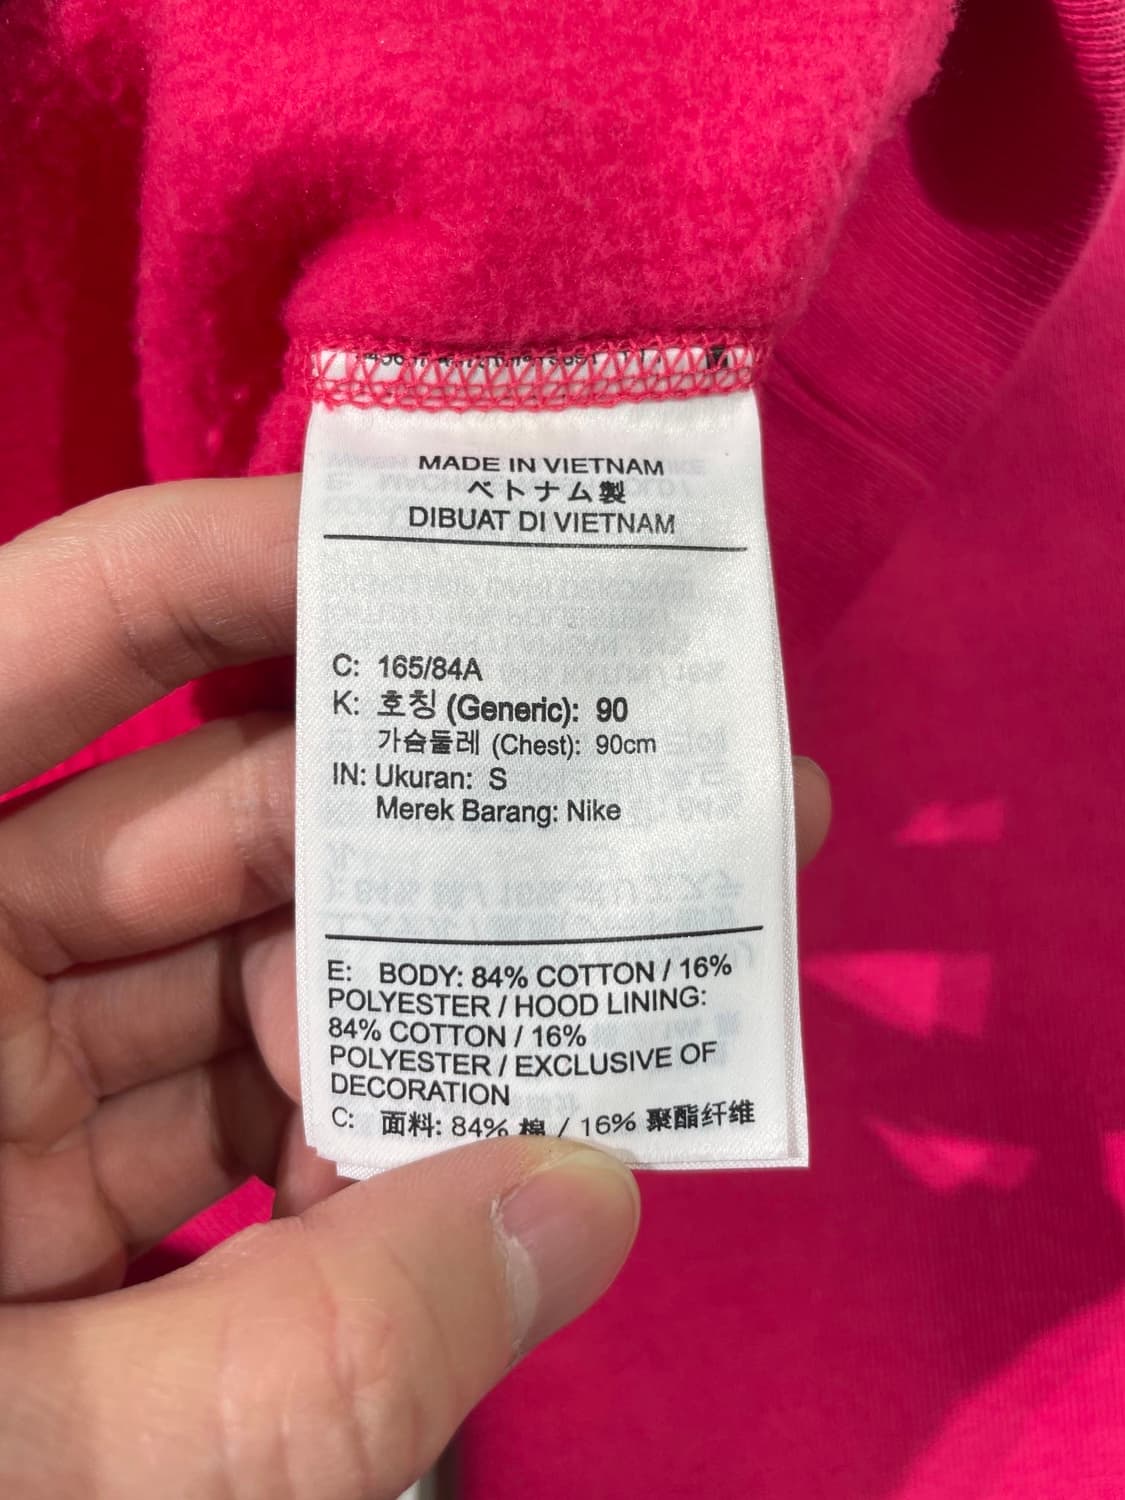 MADE IN VIETNAM
ベトナム製
DIBUAT DI VIETNAM
C: 165/84A
K: 호칭 (Generic): 90
가슴둘레 (Chest): 90cm
IN: Ukuran: S
Merek Barang: Nike
E: BODY: 84% COTTON / 16%
POLYESTER / HOOD LINING:
84% COTTON / 16%
POLYESTER / EXCLUSIVE OF
DECORATION
C: 面料: 84% 棉 / 16% 聚酯纤维